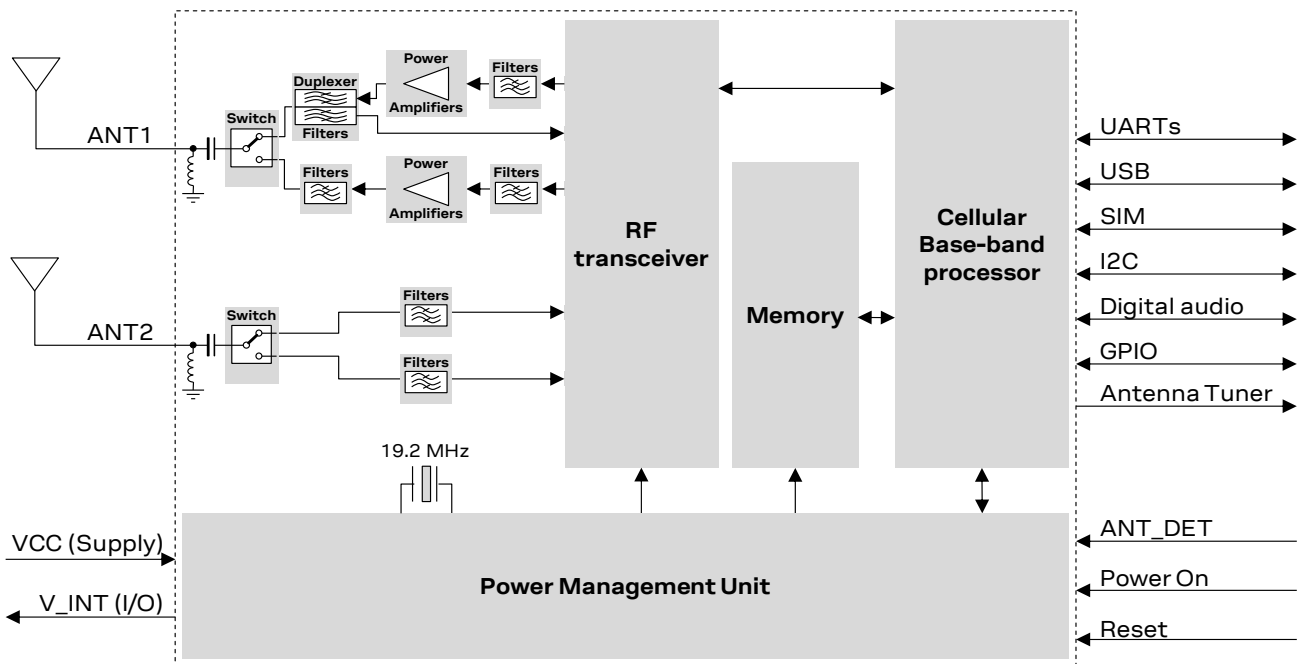 Power
Filters
Duplexer
Amplifiers
Filters
Switch
ANT1
Power
Filters
Filters
Amplifiers
RF
transceiver
Memory
Cellular
Base-band
processor
UARTs
USB
SIM
I2C
Digital audio
GPIO
Antenna Tuner
Filters
Switch
ANT2
Filters
19.2 MHz
VCC (Supply)
V_INT (I/O)
Power Management Unit
ANT_DET
Power On
Reset